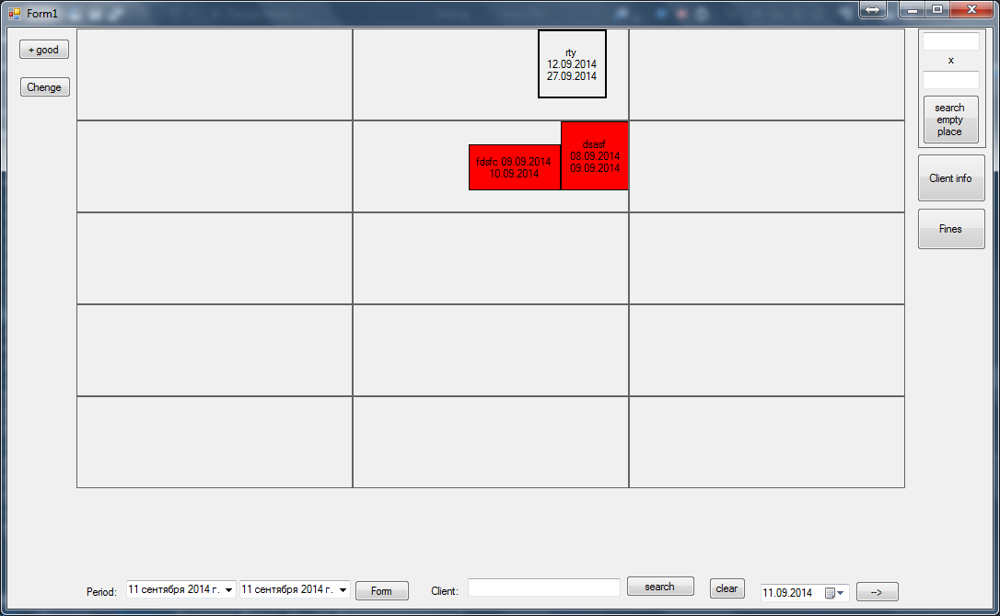 Form1
+ good
Chenge
rty
12.09.2014
27.09.2014
fdsfc 09.09.2014
10.09.2014
dsasf
08.09.2014
09.09.2014
x
search
empty
place
Client info
Fines
Period:
11 сентября 2014 г.
11 сентября 2014 г.
Form
Client:
search
clear
11.09.2014
-->